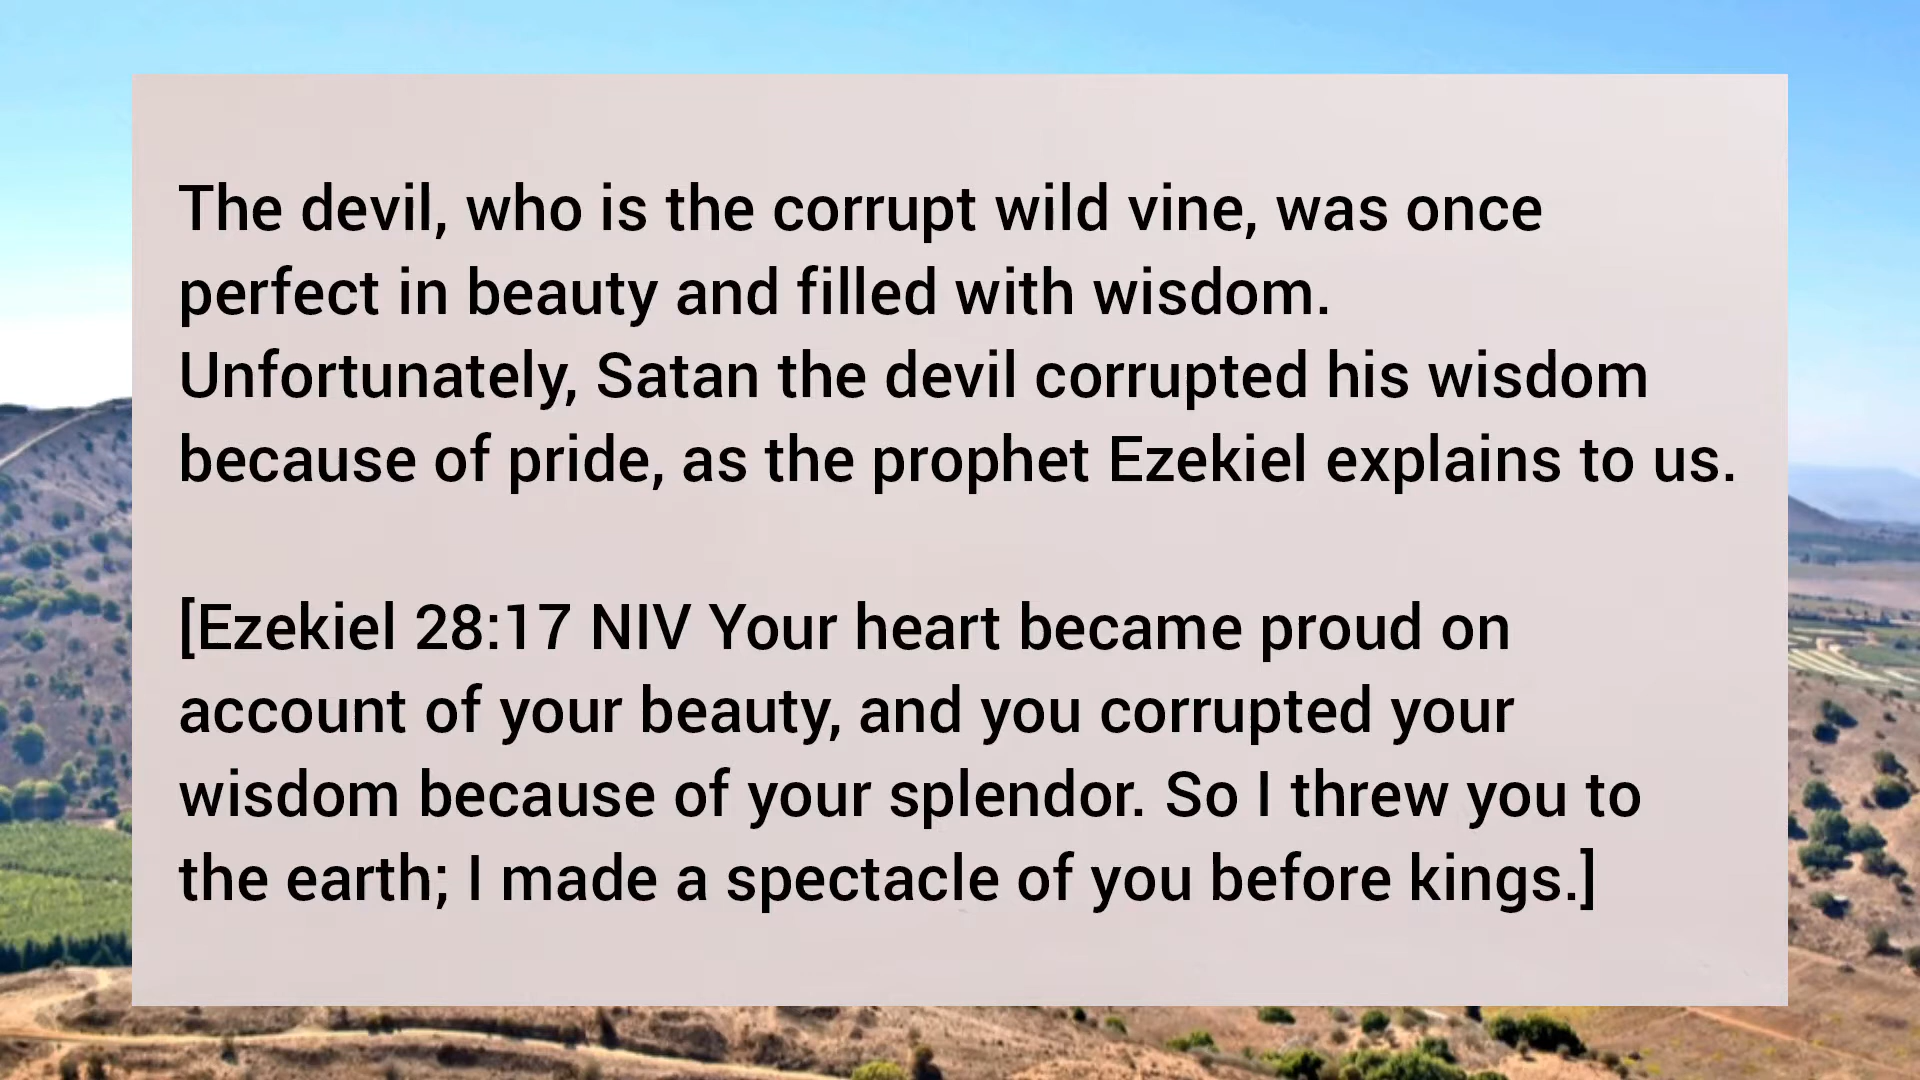 The devil, who is the corrupt wild vine, was once
perfect in beauty and filled with wisdom.
Unfortunately, Satan the devil corrupted his wisdom
because of pride, as the prophet Ezekiel explains to us.
[Ezekiel 28:17 NIV Your heart became proud on
account of your beauty, and you corrupted your
wisdom because of your splendor. So I threw you to
the earth; I made a spectacle of you before kings.]